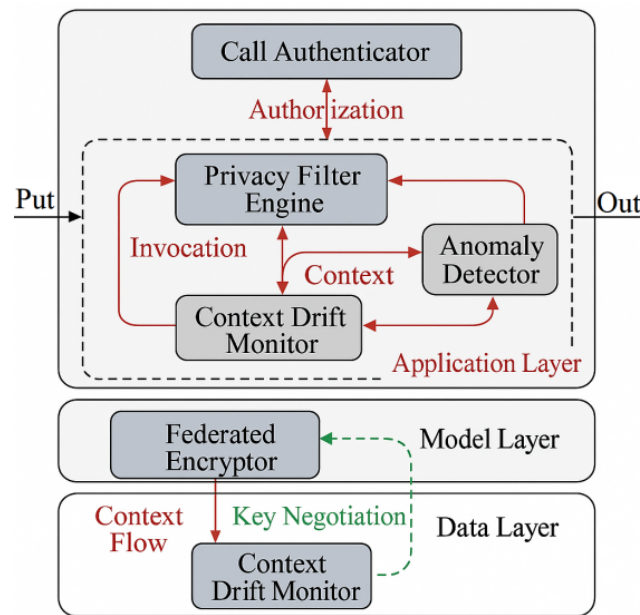 Call Authenticator
Authorization
Privacy Filter
Engine
Put
Out
Invocation
Context
Anomaly
Detector
Context Drift
Monitor
Application Layer
Federated
Encryptor
Model Layer
Context
Flow
Key Negotiation
Data Layer
Context
Drift Monitor